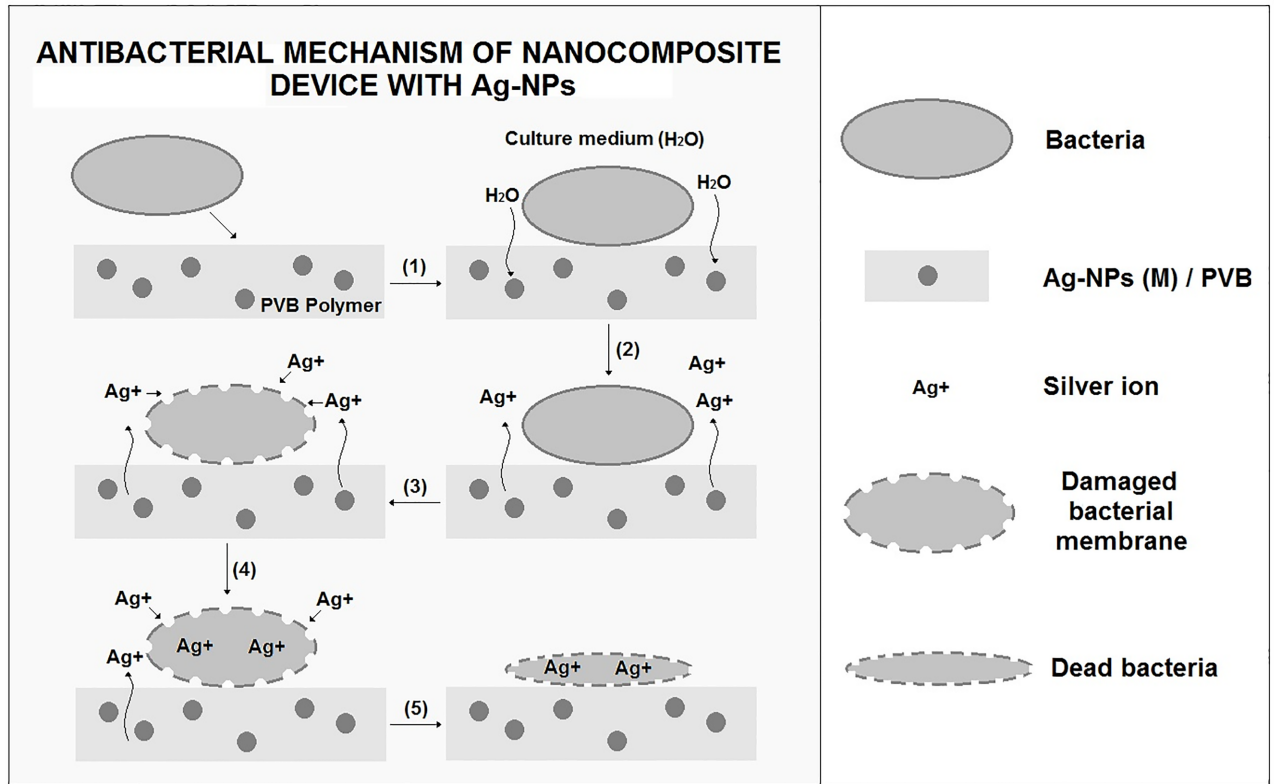 ANTIBACTERIAL MECHANISM OF NANOCOMPOSITE
DEVICE WITH Ag-NPs
Culture medium (H₂O)
H₂O
H₂O
PVB Polymer
(1)
(2)
Ag+
Ag+
Ag+
Ag+
Ag+
Ag+
(3)
(4)
Ag+
Ag+
Ag+
Ag+
Ag+
(5)
Ag+
Ag+
Bacteria
Ag-NPs (M) / PVB
Ag+
Silver ion
Damaged
bacterial
membrane
Dead bacteria